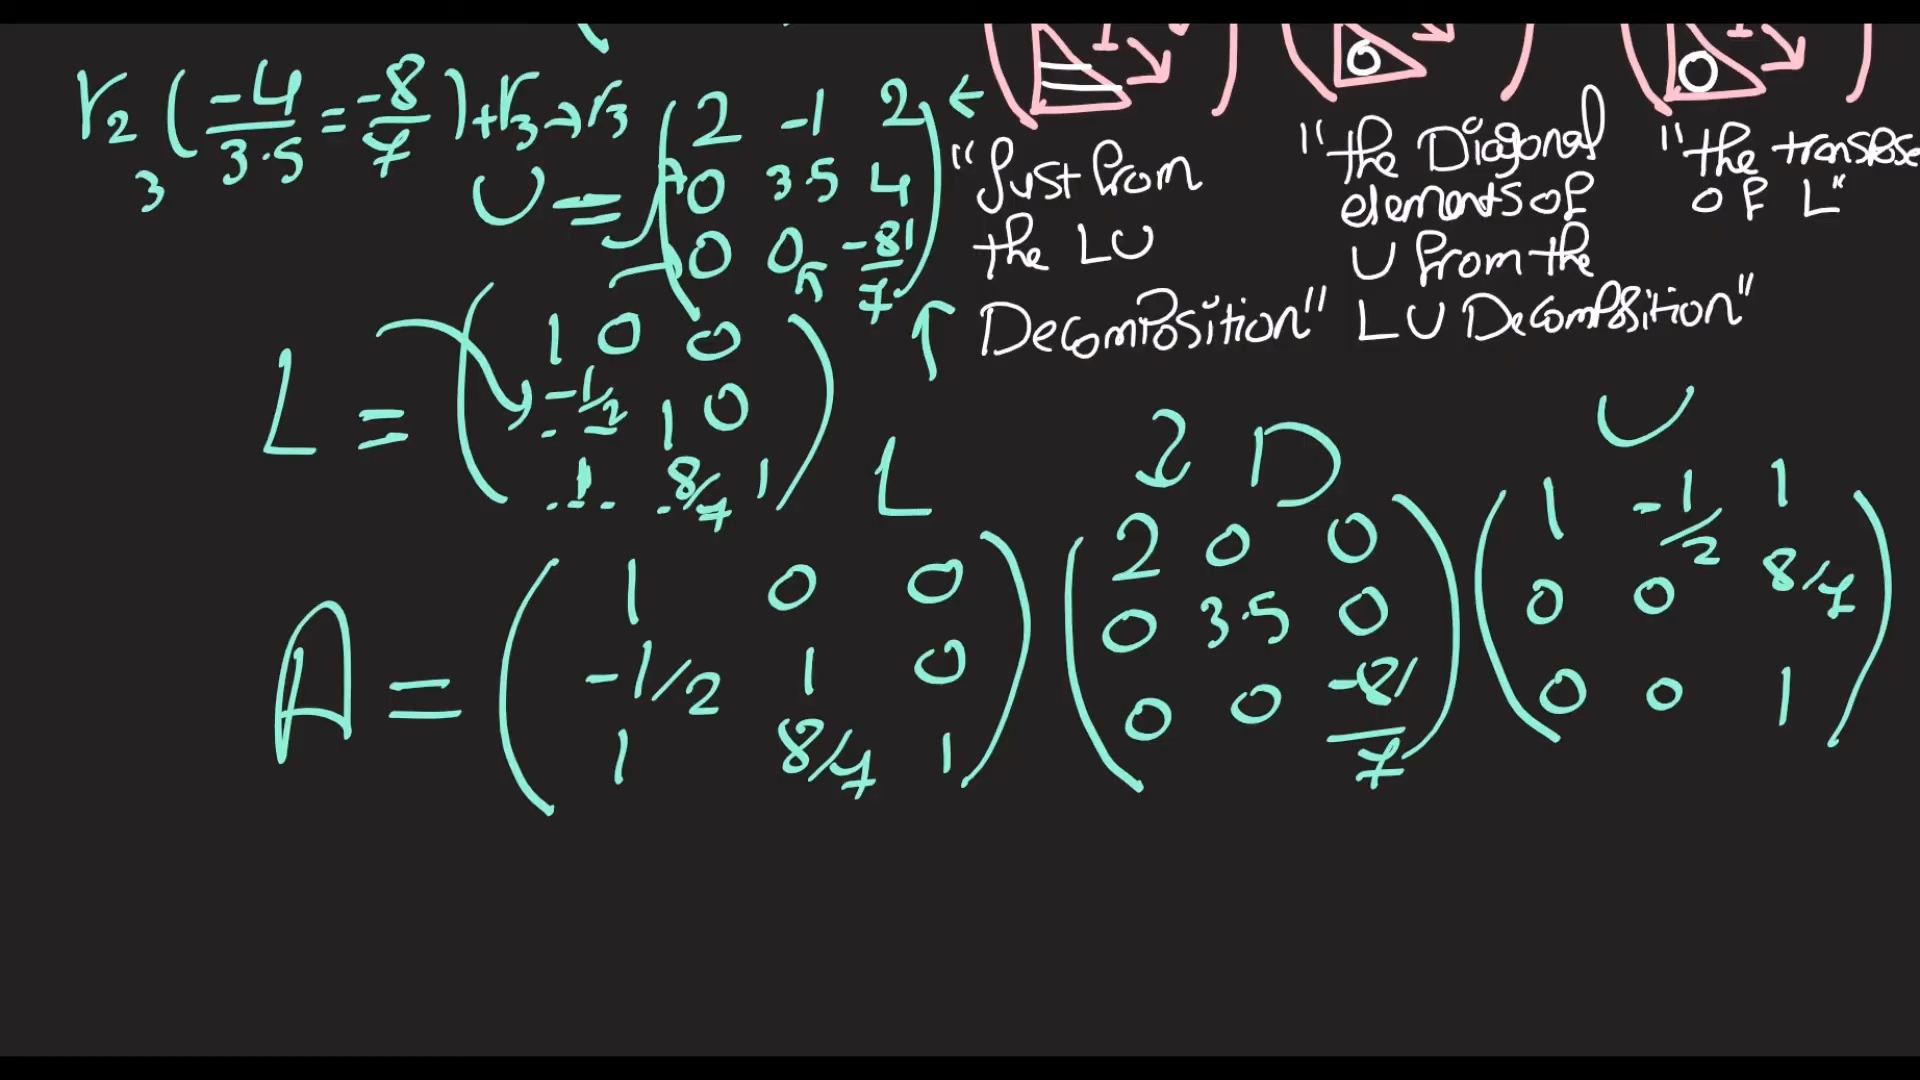 r₂ (-4/3.5 = -8/7) + r₃ → r₃
3
U = (2 -1 2
0 3.5 4
0 0 -81/7)
"Just from
the LU
Decomposition"
"the Diagonal
elements of
U from the
LU Decomposition"
"the transpose
of L"
L = (1 0 0
-1/2 1 0
1 8/7 1)
L D U
A = (1 0 0
-1/2 1 0
1 8/7 1)
(2 0 0
0 3.5 0
0 0 -81/7)
(1 -1/2 1
0 0 8/7
0 0 1)